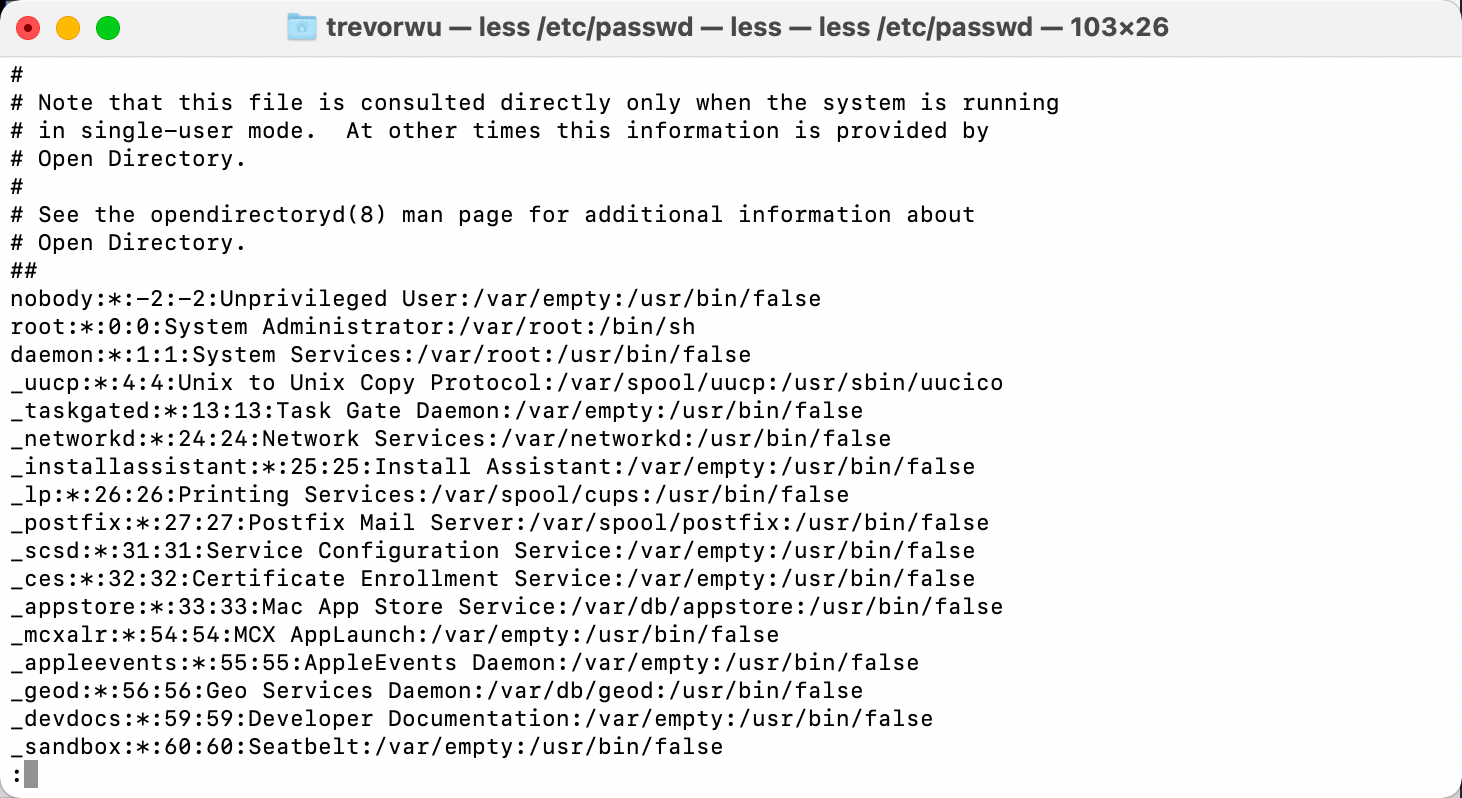 trevorwu — less /etc/passwd — less — less /etc/passwd — 103×26
#
# Note that this file is consulted directly only when the system is running
# in single-user mode.  At other times this information is provided by
# Open Directory.
#
# See the opendirectoryd(8) man page for additional information about
# Open Directory.
##
nobody:*:-2:-2:Unprivileged User:/var/empty:/usr/bin/false
root:*:0:0:System Administrator:/var/root:/bin/sh
daemon:*:1:1:System Services:/var/root:/usr/bin/false
_uucp:*:4:4:Unix to Unix Copy Protocol:/var/spool/uucp:/usr/sbin/uucico
_taskgated:*:13:13:Task Gate Daemon:/var/empty:/usr/bin/false
_networkd:*:24:24:Network Services:/var/networkd:/usr/bin/false
_installassistant:*:25:25:Install Assistant:/var/empty:/usr/bin/false
_lp:*:26:26:Printing Services:/var/spool/cups:/usr/bin/false
_postfix:*:27:27:Postfix Mail Server:/var/spool/postfix:/usr/bin/false
_scsd:*:31:31:Service Configuration Service:/var/empty:/usr/bin/false
_ces:*:32:32:Certificate Enrollment Service:/var/empty:/usr/bin/false
_appstore:*:33:33:Mac App Store Service:/var/db/appstore:/usr/bin/false
_mcxalr:*:54:54:MCX AppLaunch:/var/empty:/usr/bin/false
_appleevents:*:55:55:AppleEvents Daemon:/var/empty:/usr/bin/false
_geod:*:56:56:Geo Services Daemon:/var/db/geod:/usr/bin/false
_devdocs:*:59:59:Developer Documentation:/var/empty:/usr/bin/false
_sandbox:*:60:60:Seatbelt:/var/empty:/usr/bin/false
: